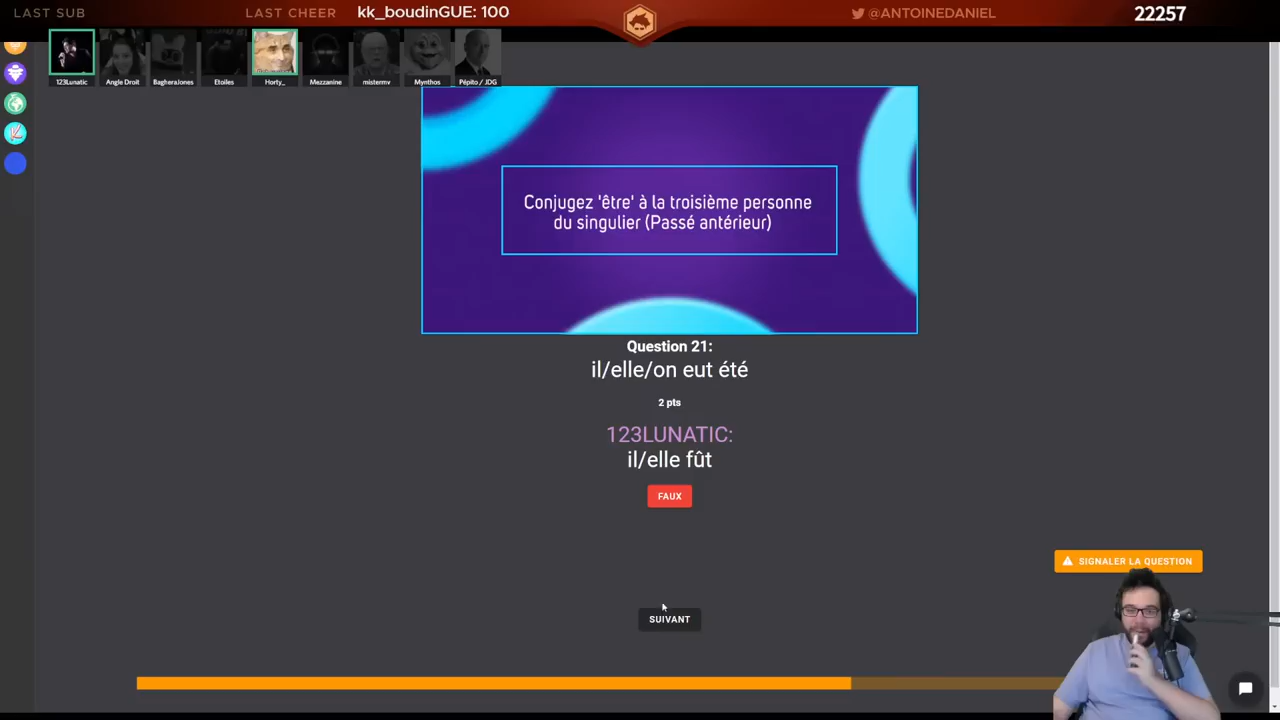 LAST SUB
LAST CHEER
kk_boudinGUE: 100
@ANTOINEDANIEL
22257
123Lunatic
Angle Droit
BagheraJones
Etoiles
Horty_
Mezzanine
mistermv
Mynthos
Pépito / JDG
Conjugez 'être' à la troisième personne
du singulier (Passé antérieur)
Question 21:
il/elle/on eut été
2 pts
123LUNATIC:
il/elle fût
FAUX
SIGNALER LA QUESTION
SUIVANT